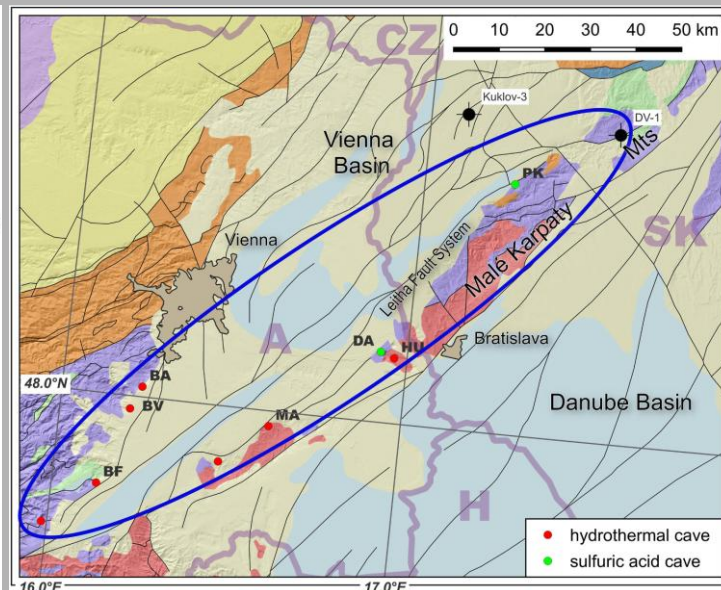 CZ
0 10 20 30 40 50 km
Kuklov-3
DV-1
Vienna
Basin
Mts
PK
Vienna
Leitha Fault System
Malé Karpaty
SK
DA
HU
A
Bratislava
48.0°N
BA
BV
MA
Danube Basin
BF
H
hydrothermal cave
sulfuric acid cave
16.0°E
17.0°E